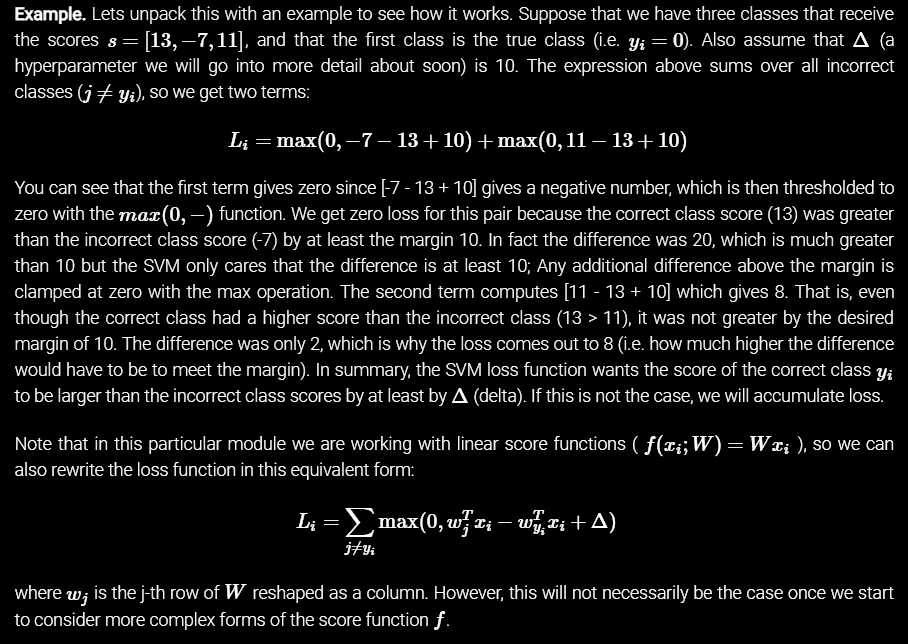 Example. Lets unpack this with an example to see how it works. Suppose that we have three classes that receive
the scores s = [13, −7, 11], and that the first class is the true class (i.e. yᵢ = 0). Also assume that Δ (a
hyperparameter we will go into more detail about soon) is 10. The expression above sums over all incorrect
classes (j ≠ yᵢ), so we get two terms:
Lᵢ = max(0, −7 − 13 + 10) + max(0, 11 − 13 + 10)
You can see that the first term gives zero since [-7 - 13 + 10] gives a negative number, which is then thresholded to
zero with the max(0, −) function. We get zero loss for this pair because the correct class score (13) was greater
than the incorrect class score (-7) by at least the margin 10. In fact the difference was 20, which is much greater
than 10 but the SVM only cares that the difference is at least 10; Any additional difference above the margin is
clamped at zero with the max operation. The second term computes [11 - 13 + 10] which gives 8. That is, even
though the correct class had a higher score than the incorrect class (13 > 11), it was not greater by the desired
margin of 10. The difference was only 2, which is why the loss comes out to 8 (i.e. how much higher the difference
would have to be to meet the margin). In summary, the SVM loss function wants the score of the correct class yᵢ
to be larger than the incorrect class scores by at least by Δ (delta). If this is not the case, we will accumulate loss.
Note that in this particular module we are working with linear score functions ( f(xᵢ; W) = Wxᵢ ), so we can
also rewrite the loss function in this equivalent form:
Lᵢ = ∑_{j≠yᵢ} max(0, w_j^T xᵢ − w_{yᵢ}^T xᵢ + Δ)
where w_j is the j-th row of W reshaped as a column. However, this will not necessarily be the case once we start
to consider more complex forms of the score function f.